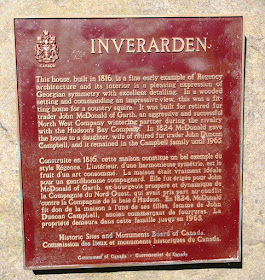 CANADA
INVERARDEN
This house, built in 1816, is a fine early example of Regency
architecture and its interior is a pleasing expression of
Georgian symmetry with excellent detailing. In a wooded
setting and commanding an impressive view, this was a fit-
ting home for a country squire. It was built for retired fur
trader John McDonald of Garth, an aggressive and successful
North West Company wintering partner during the rivalry
with the Hudson's Bay Company. In 1824 McDonald gave
the house to a daughter, wife of retired fur trader John Duncan
Campbell, and it remained in the Campbell family until 1965.
Construite en 1816, cette maison constitue un bel exemple du
style Régence. L'intérieur, d'une harmonieuse symétrie, est le
fruit d'un art consommé. La maison était vraiment idéale
pour un gentilhomme campagnard. Elle fut érigée pour John
McDonald of Garth, ex-bourgeois prospère et dynamique de
la Compagnie du Nord-Ouest, qui avait pris part au conflit
contre la Compagnie de la baie d'Hudson. En 1824, McDonald
fit don de la maison à l'une de ses filles, femme de John
Duncan Campbell, ancien commerçant de fourrures. La
propriété demeura dans cette famille jusqu'en 1965.
Historic Sites and Monuments Board of Canada.
Commission des lieux et monuments historiques du Canada.
Government of Canada - Gouvernement du Canada